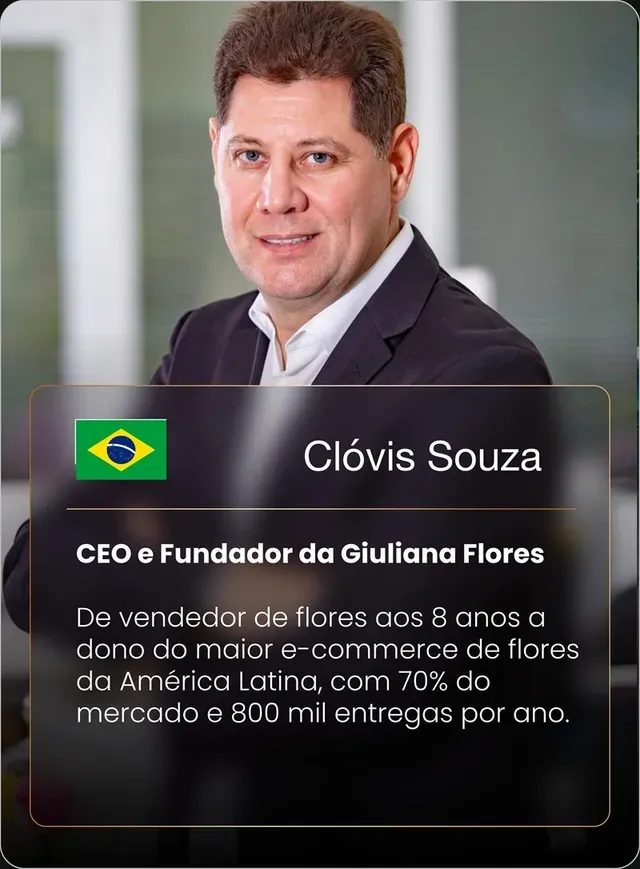 Clóvis Souza
CEO e Fundador da Giuliana Flores
De vendedor de flores aos 8 anos a
dono do maior e-commerce de flores
da América Latina, com 70% do
mercado e 800 mil entregas por ano.